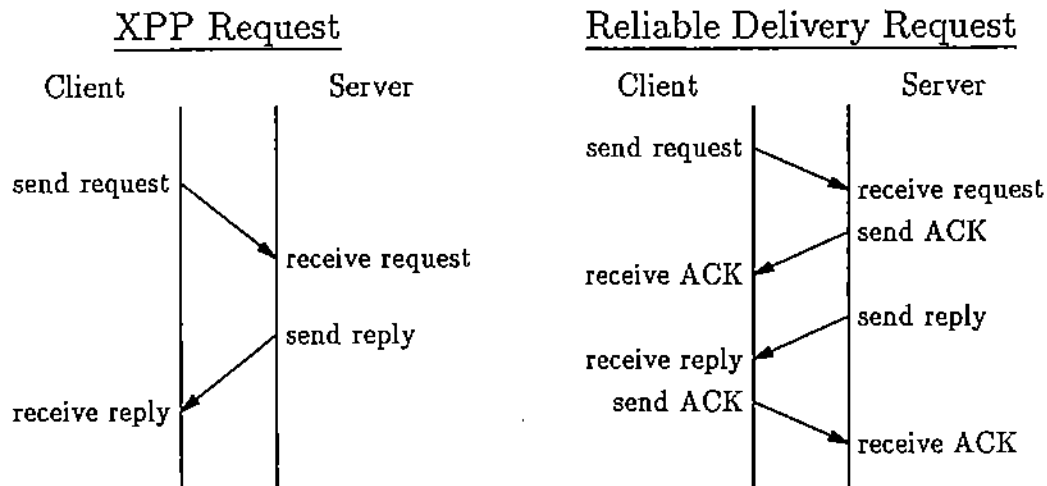 XPP Request
Client
Server
send request
receive request
send reply
receive reply
Reliable Delivery Request
Client
Server
send request
receive request
send ACK
receive ACK
send reply
receive reply
send ACK
receive ACK